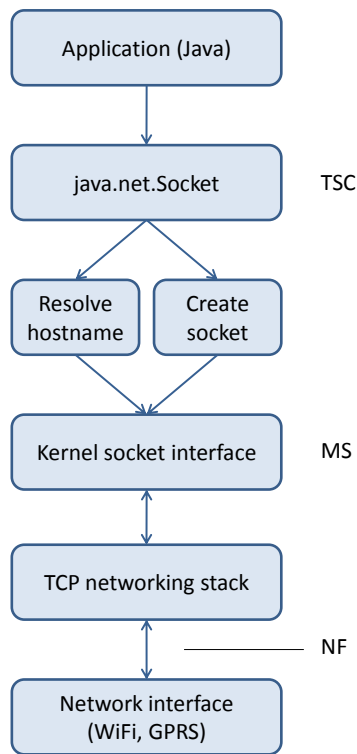 Application (Java)
java.net.Socket
TSC
Resolve
hostname
Create
socket
Kernel socket interface
MS
TCP networking stack
NF
Network interface
(WiFi, GPRS)